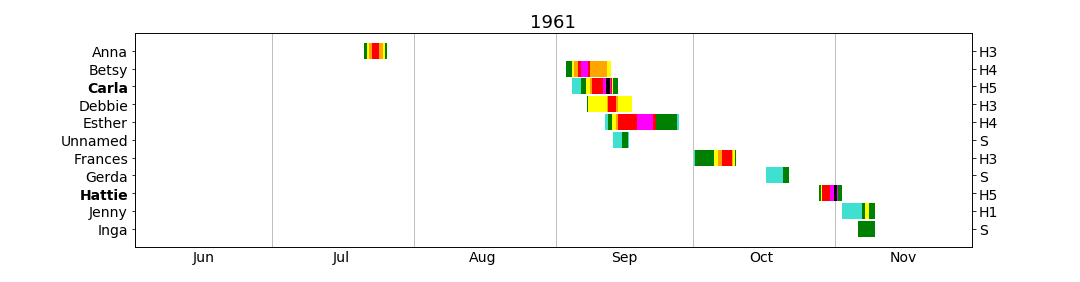 1961
Anna H3
Betsy H4
Carla H5
Debbie H3
Esther H4
Unnamed S
Frances H3
Gerda S
Hattie H5
Jenny H1
Inga S
Jun Jul Aug Sep Oct Nov